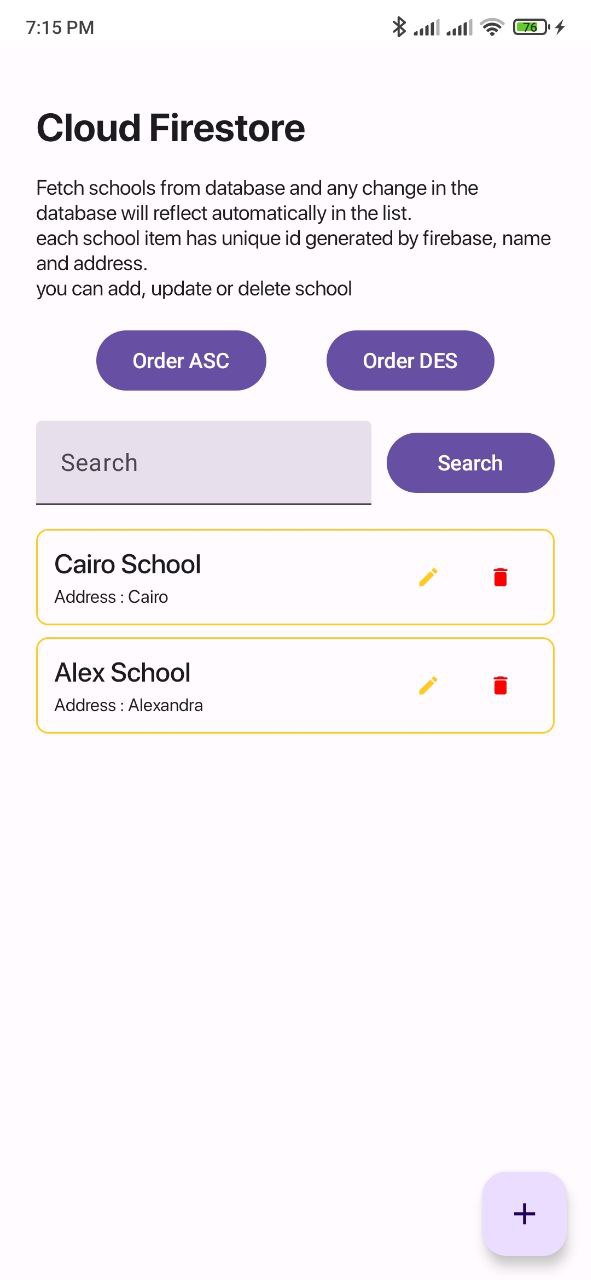 7:15 PM
76
Cloud Firestore
Fetch schools from database and any change in the
database will reflect automatically in the list.
each school item has unique id generated by firebase, name
and address.
you can add, update or delete school
Order ASC
Order DES
Search
Search
Cairo School
Address : Cairo
Alex School
Address : Alexandra
+